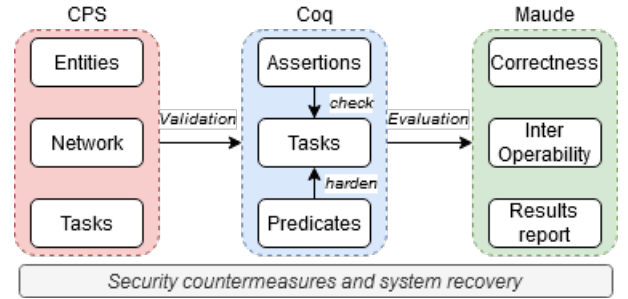 CPS
Coq
Maude
Entities
Assertions
Correctness
check
Validation
Evaluation
Network
Tasks
Inter
Operability
harden
Tasks
Predicates
Results
report
Security countermeasures and system recovery